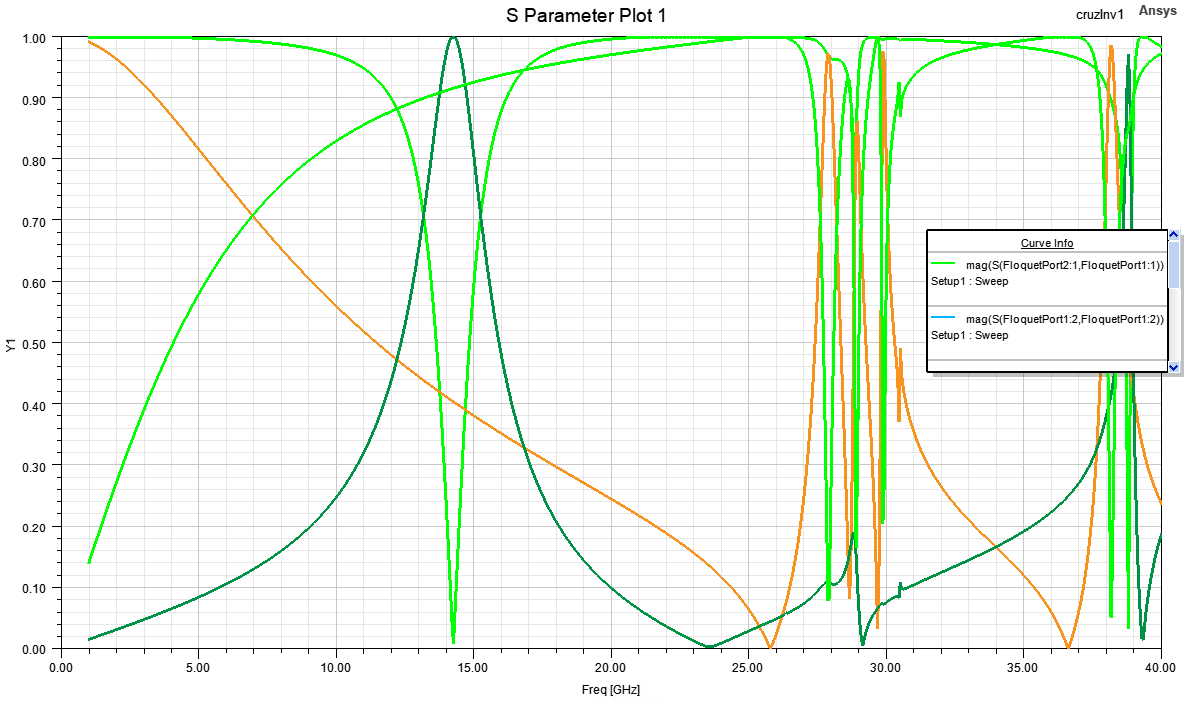 S Parameter Plot 1
cruzInv1
Ansys
1.00
0.90
0.80
0.70
0.60
0.50
0.40
0.30
0.20
0.10
0.00
Y1
Curve Info
mag(S(FloquetPort2:1,FloquetPort1:1))
Setup1 : Sweep
mag(S(FloquetPort1:2,FloquetPort1:2))
Setup1 : Sweep
0.00 5.00 10.00 15.00 20.00 25.00 30.00 35.00 40.00
Freq [GHz]